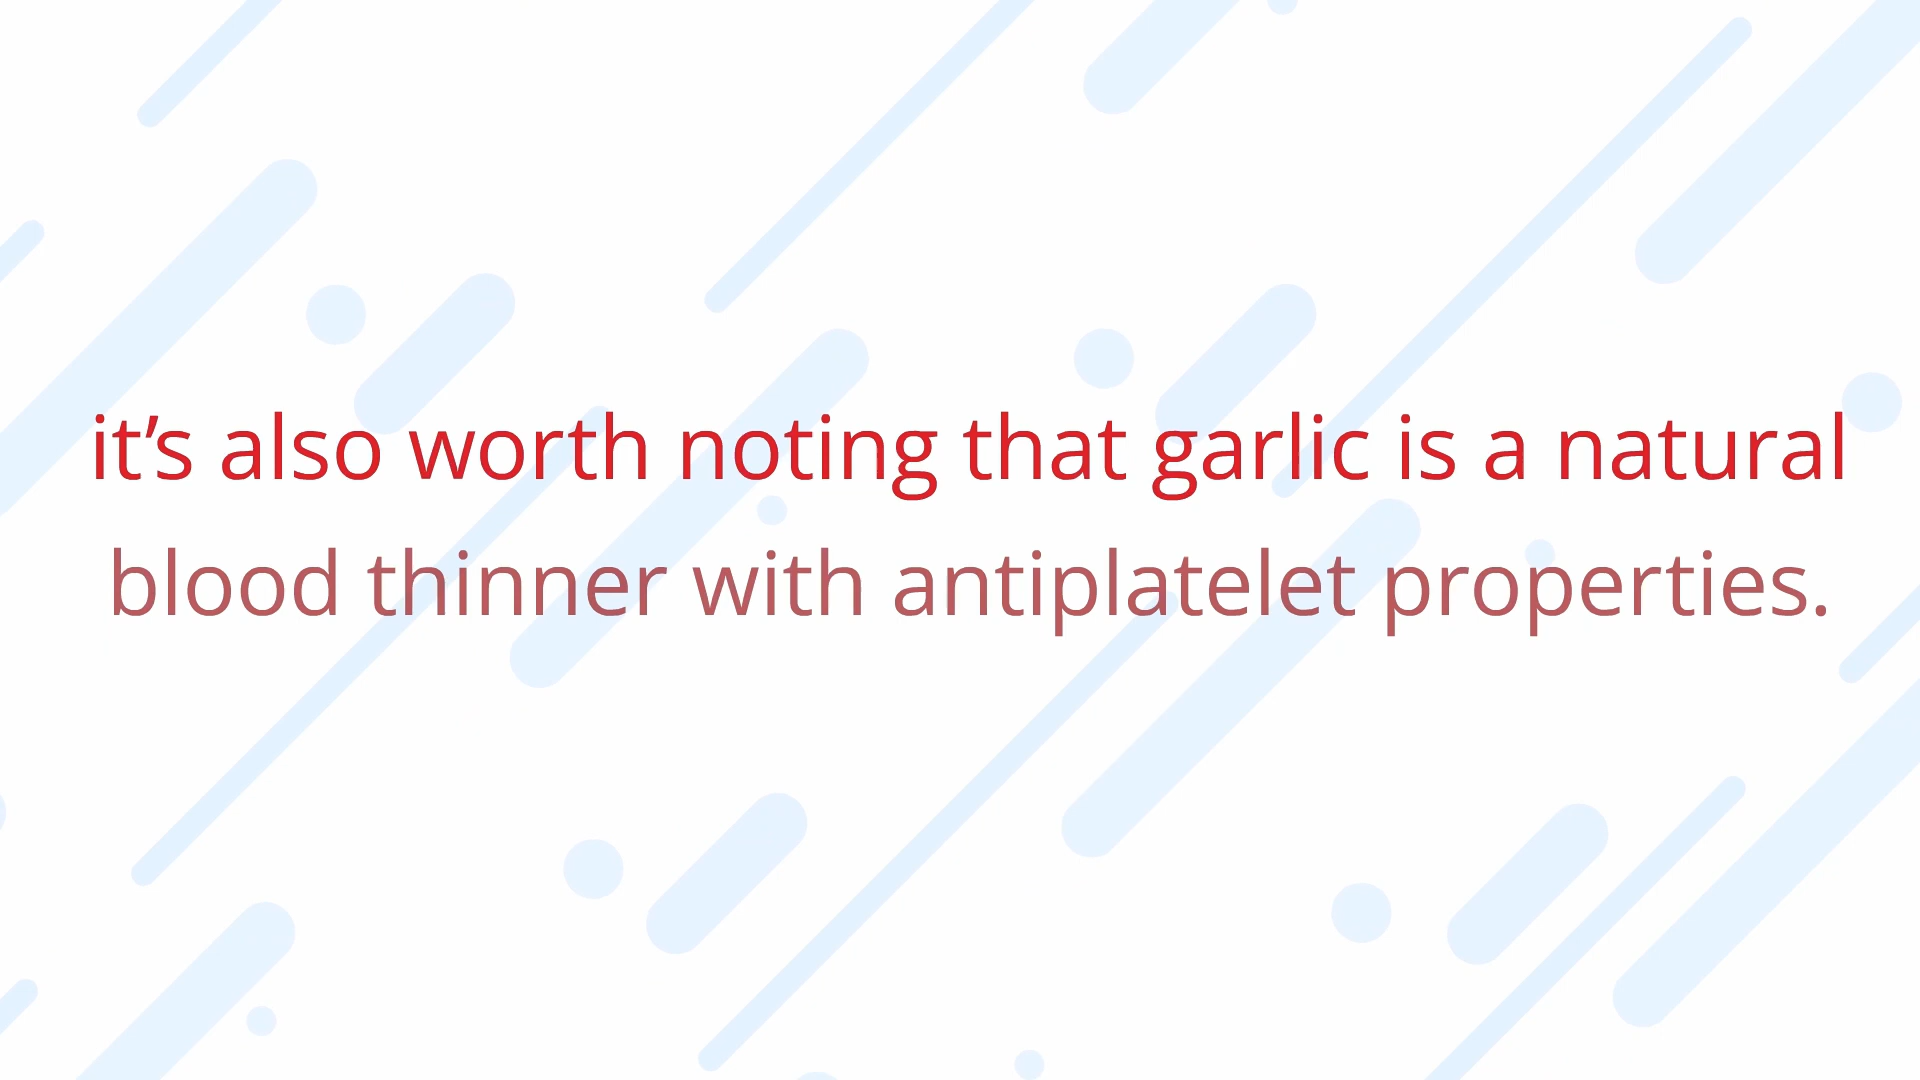 it’s also worth noting that garlic is a natural
blood thinner with antiplatelet properties.